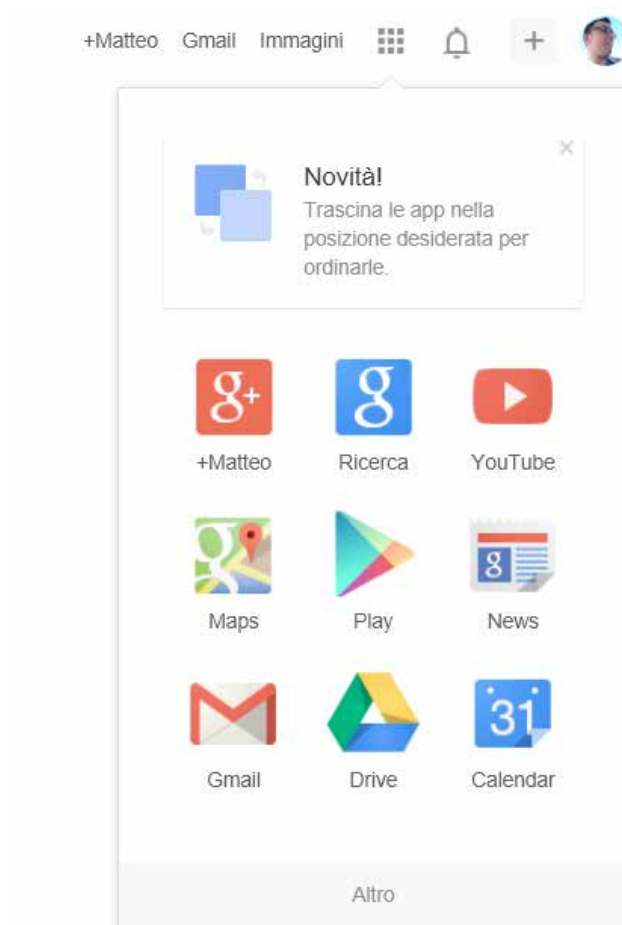 +Matteo Gmail Immagini
Novità!
Trascina le app nella
posizione desiderata per
ordinarle.
g+ g
+Matteo Ricerca YouTube
g g
Maps Play News
31
Gmail Drive Calendar
Altro